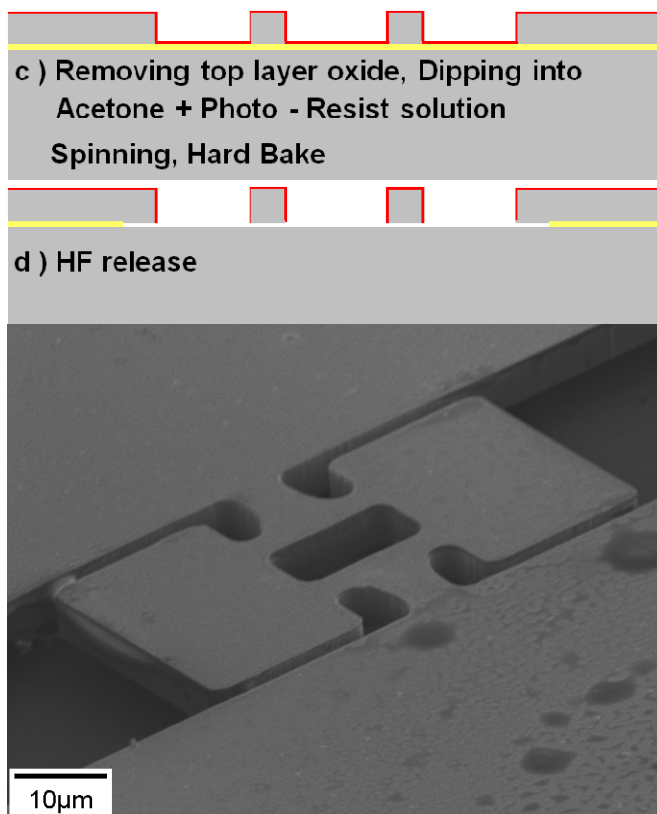 c ) Removing top layer oxide, Dipping into
Acetone + Photo - Resist solution
Spinning, Hard Bake
d ) HF release
10µm